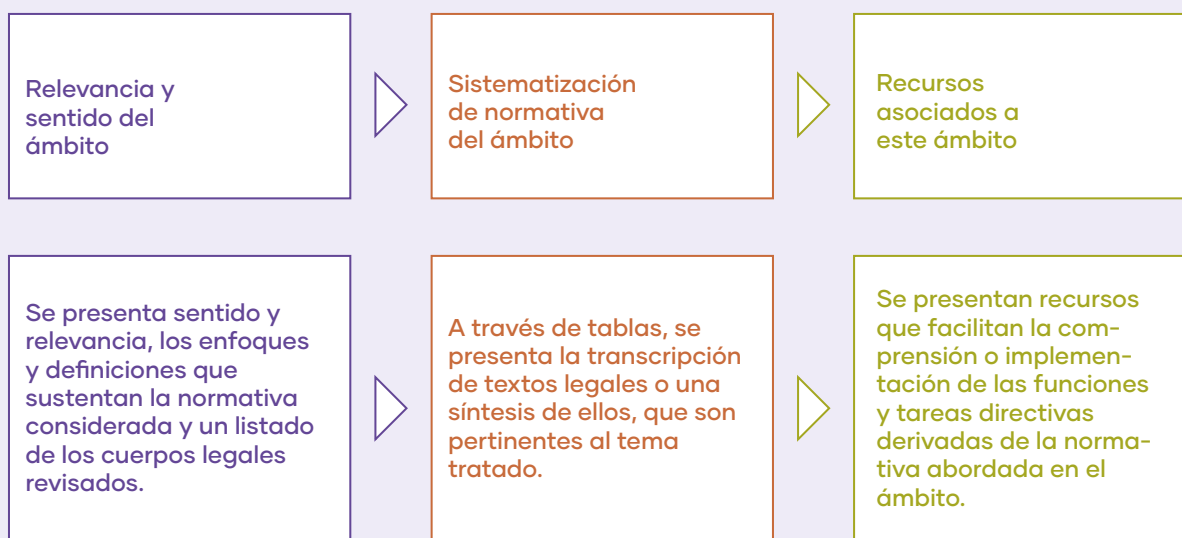 Relevancia y
sentido del
ámbito
Sistematización
de normativa
del ámbito
Recursos
asociados a
este ámbito
Se presenta sentido y
relevancia, los enfoques
y definiciones que
sustentan la normativa
considerada y un listado
de los cuerpos legales
revisados.
A través de tablas, se
presenta la transcripción
de textos legales o una
síntesis de ellos, que son
pertinentes al tema
tratado.
Se presentan recursos
que facilitan la com-
prensión o implemen-
tación de las funciones
y tareas directivas
derivadas de la norma-
tiva abordada en el
ámbito.